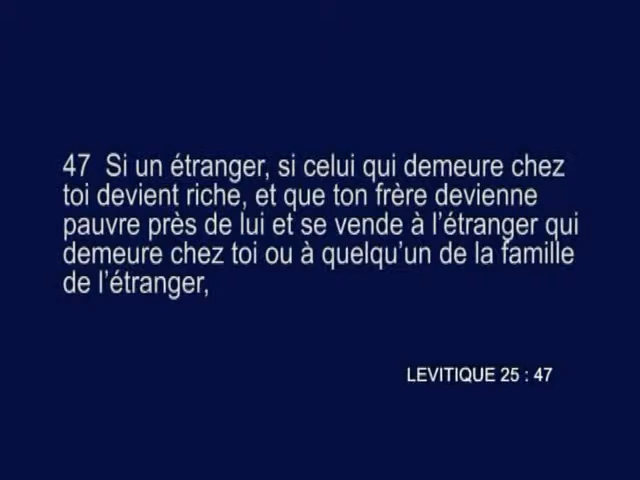 47 Si un étranger, si celui qui demeure chez
toi devient riche, et que ton frère devienne
pauvre près de lui et se vende à l’étranger qui
demeure chez toi ou à quelqu’un de la famille
de l’étranger,
LEVITIQUE 25 : 47